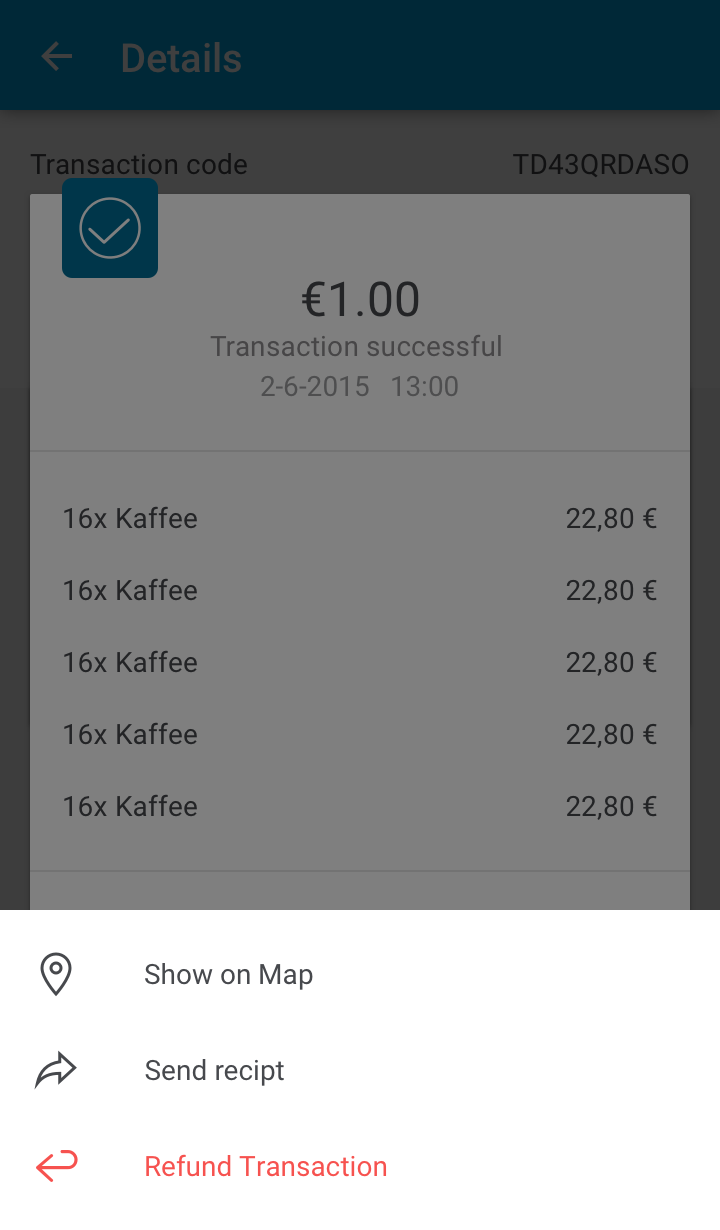 Details
Transaction code TD43QRDASO
€1.00
Transaction successful
2-6-2015 13:00
16x Kaffee 22,80 €
16x Kaffee 22,80 €
16x Kaffee 22,80 €
16x Kaffee 22,80 €
16x Kaffee 22,80 €
Show on Map
Send recipt
Refund Transaction